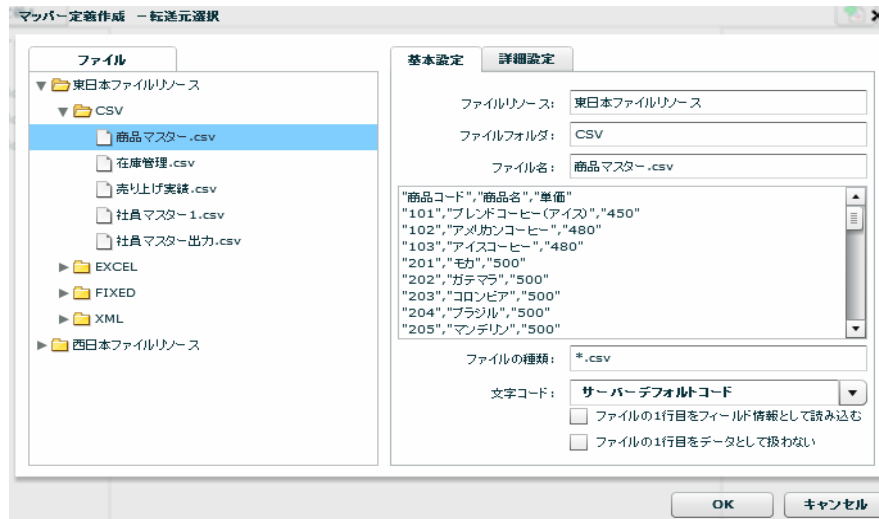 マッパー定義作成 －転送元選択
ファイル
東日本ファイルリソース
CSV
商品マスター.csv
在庫管理.csv
売り上げ実績.csv
社員マスター1.csv
社員マスター出力.csv
EXCEL
FIXED
XML
西日本ファイルリソース
基本設定 詳細設定
ファイルリソース: 東日本ファイルリソース
ファイルフォルダ: CSV
ファイル名: 商品マスター.csv
"商品コード","商品名","単価"
"101","ブレンドコーヒー(アイス)","450"
"102","アメリカンコーヒー","480"
"103","アイスコーヒー","480"
"201","モカ","500"
"202","ガテマラ","500"
"203","コロンビア","500"
"204","ブラジル","500"
"205","マンデリン","500"
ファイルの種類: *.csv
文字コード: サーバーデフォルトコード
ファイルの1行目をフィールド情報として読み込む
ファイルの1行目をデータとして扱わない
OK キャンセル